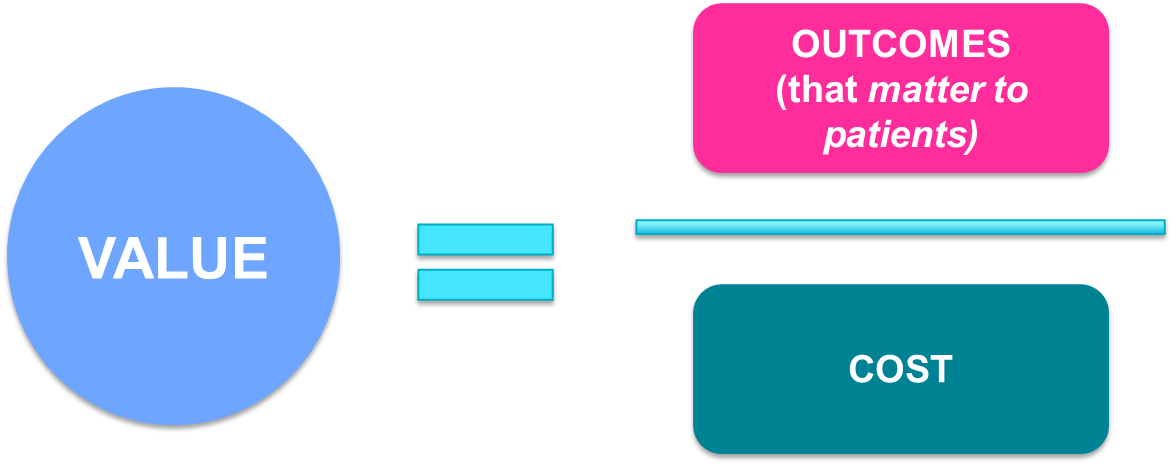 VALUE
OUTCOMES
(that matter to
patients)
COST